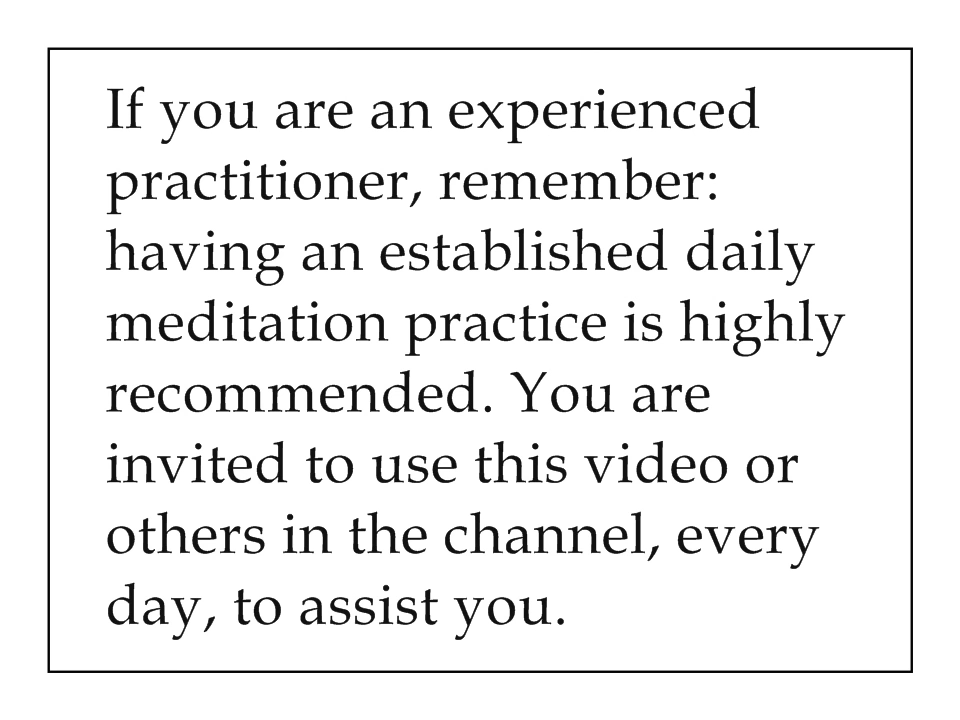 If you are an experienced
practitioner, remember:
having an established daily
meditation practice is highly
recommended. You are
invited to use this video or
others in the channel, every
day, to assist you.